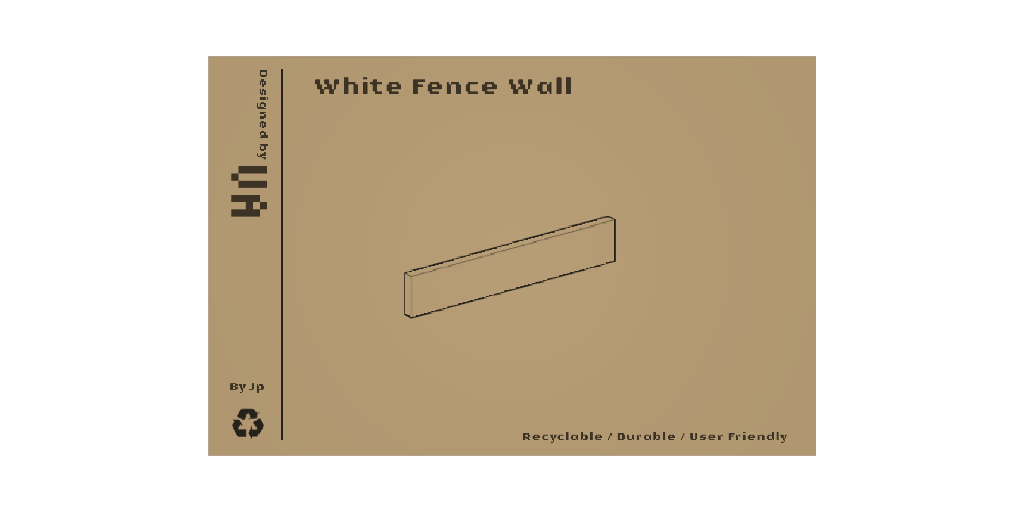 White Fence Wall
Designed by
By Jp
Recyclable / Durable / User Friendly